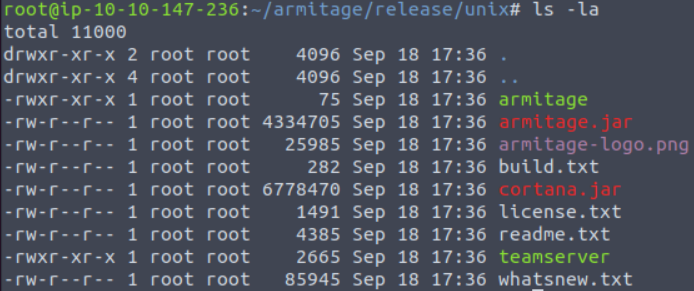 root@ip-10-10-147-236:~/armitage/release/unix# ls -la
total 11000
drwxr-xr-x 2 root root    4096 Sep 18 17:36 .
drwxr-xr-x 4 root root    4096 Sep 18 17:36 ..
-rwxr-xr-x 1 root root      75 Sep 18 17:36 armitage
-rw-r--r-- 1 root root 4334705 Sep 18 17:36 armitage.jar
-rw-r--r-- 1 root root   25985 Sep 18 17:36 armitage-logo.png
-rw-r--r-- 1 root root     282 Sep 18 17:36 build.txt
-rw-r--r-- 1 root root 6778470 Sep 18 17:36 cortana.jar
-rw-r--r-- 1 root root    1491 Sep 18 17:36 license.txt
-rw-r--r-- 1 root root    4385 Sep 18 17:36 readme.txt
-rwxr-xr-x 1 root root    2665 Sep 18 17:36 teamserver
-rw-r--r-- 1 root root   85945 Sep 18 17:36 whatsnew.txt